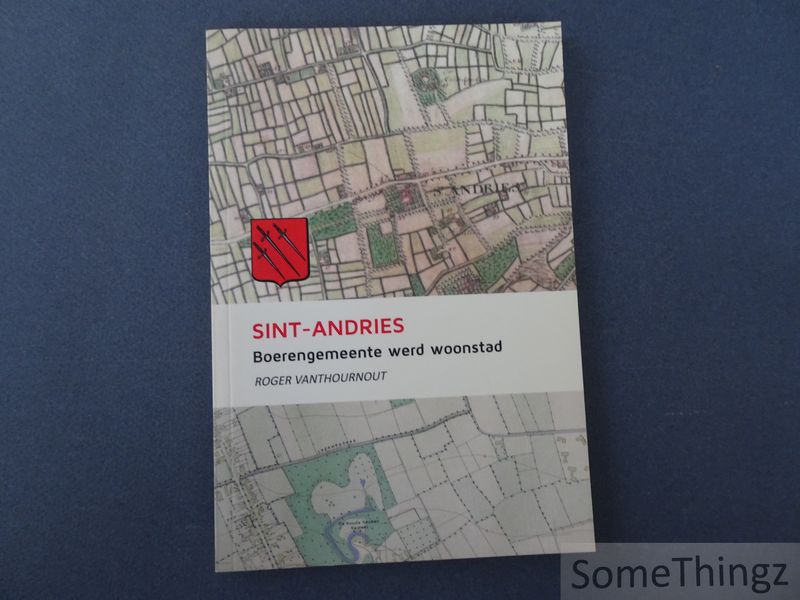 S^T ANDRIES
SINT-ANDRIES
Boerengemeente werd woonstad
ROGER VANTHOURNOUT
SomeThingz